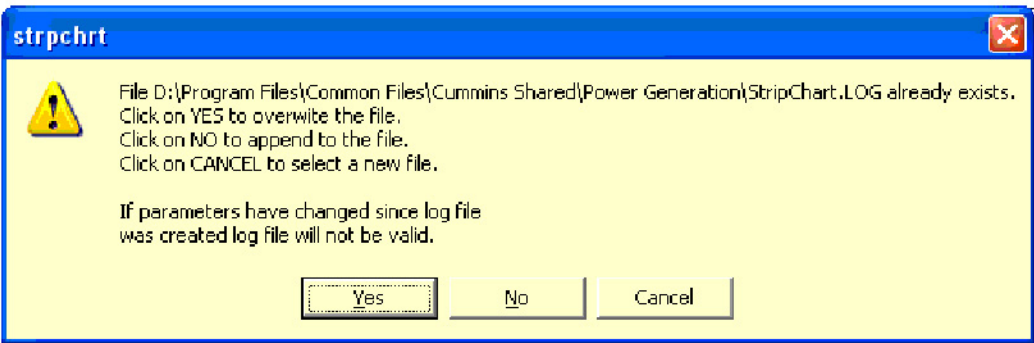 strpchrt
File D:\Program Files\Common Files\Cummins Shared\Power Generation\StripChart.LOG already exists.
Click on YES to overwite the file.
Click on NO to append to the file.
Click on CANCEL to select a new file.
If parameters have changed since log file
was created log file will not be valid.
Yes
No
Cancel